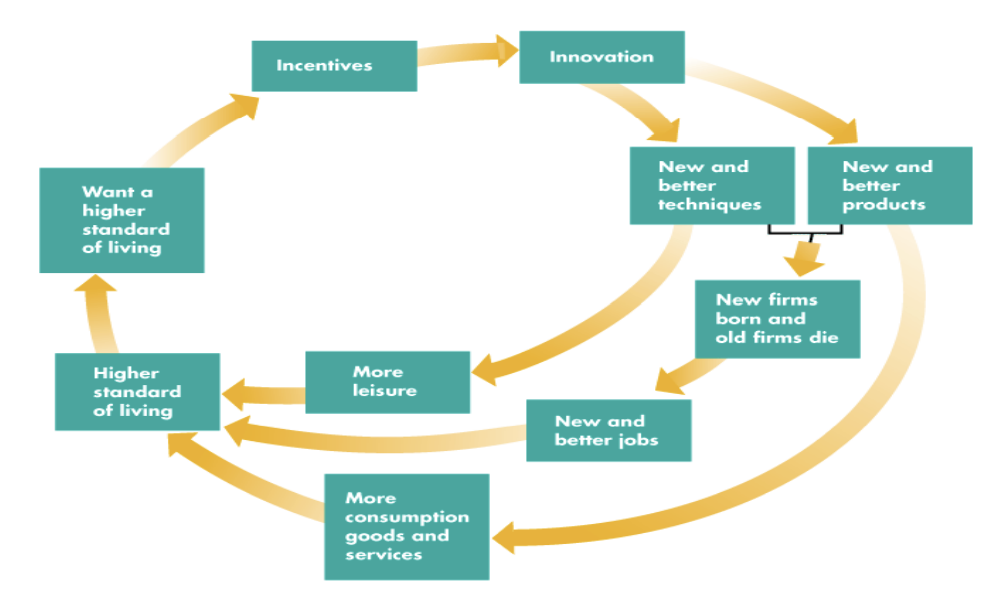 Incentives
Innovation
New and
better
techniques
New and
better
products
Want a
higher
standard
of living
New firms
born and
old firms die
Higher
standard
of living
More
leisure
New and
better jobs
More
consumption
goods and
services